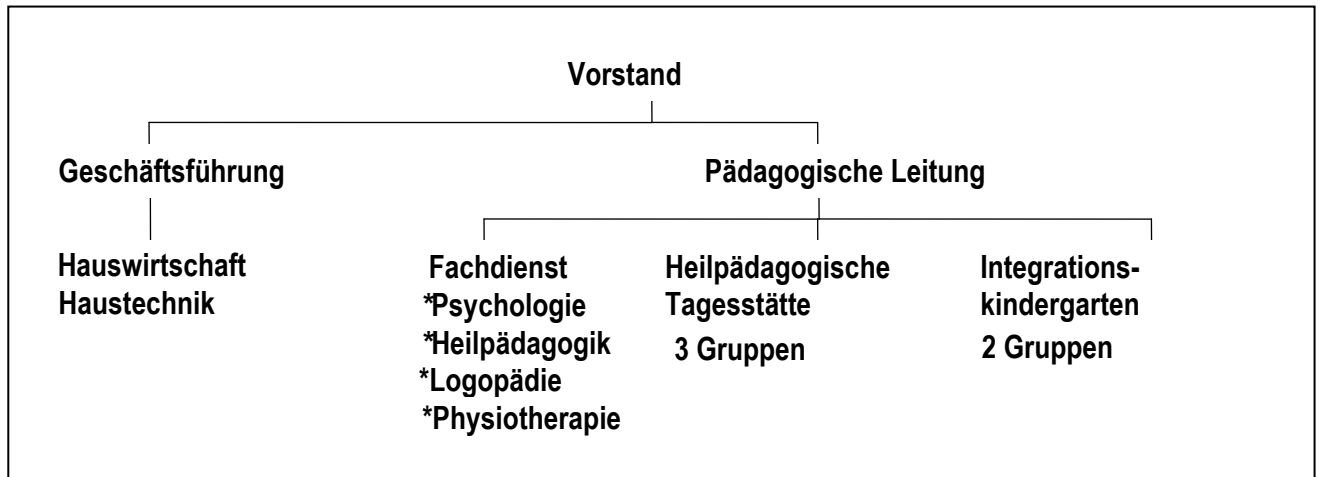 Vorstand
Geschäftsführung
Pädagogische Leitung
Hauswirtschaft
Haustechnik
Fachdienst
*Psychologie
*Heilpädagogik
*Logopädie
*Physiotherapie
Heilpädagogische
Tagesstätte
3 Gruppen
Integrations-
kindergarten
2 Gruppen